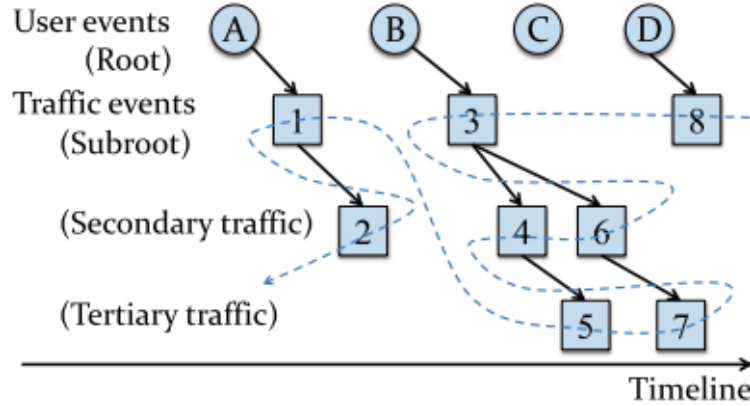 User events
(Root)
A
B
C
D
Traffic events
(Subroot)
1
3
8
(Secondary traffic)
2
4
6
(Tertiary traffic)
5
7
Timeline